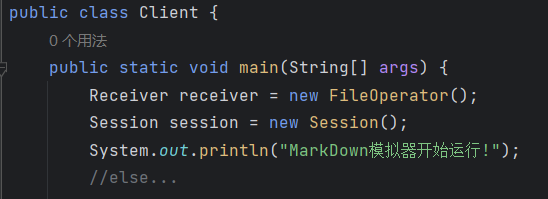 public class Client {
0 个用法
public static void main(String[] args) {
Receiver receiver = new FileOperator();
Session session = new Session();
System.out.println("MarkDown模拟器开始运行!");
//else...